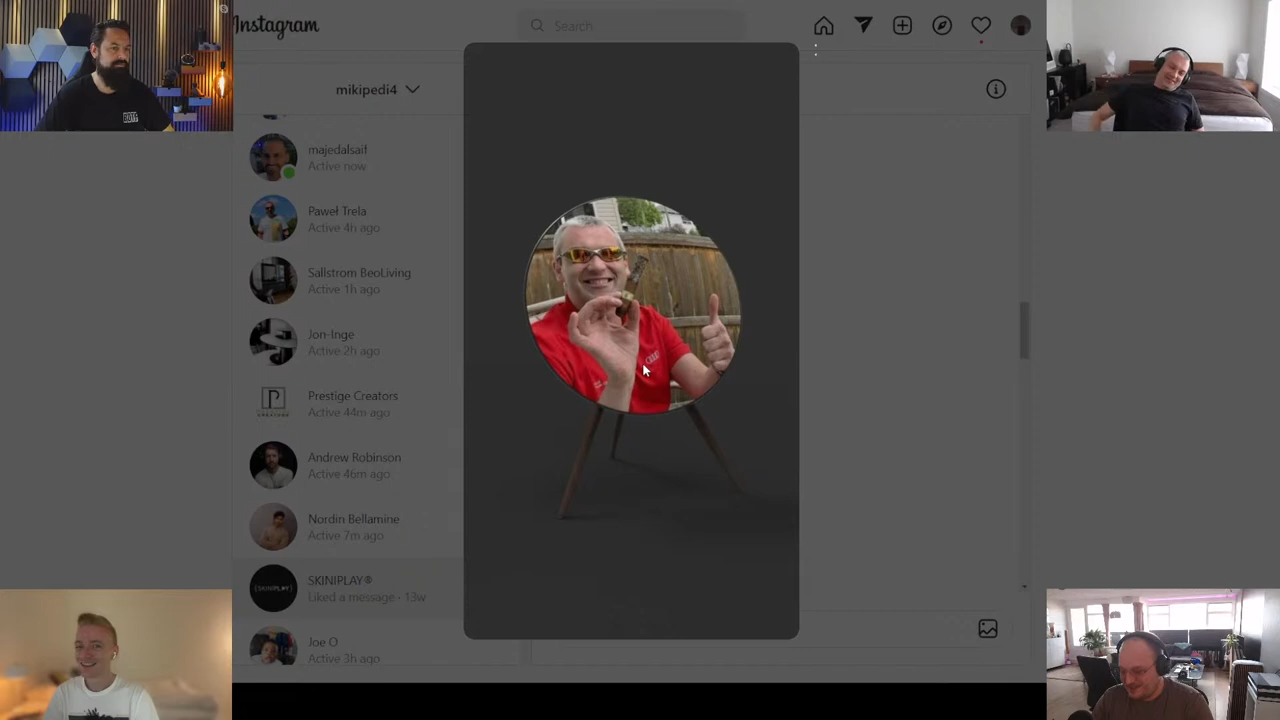 Instagram
Search
mikipedi4
majedalsaif
Active now
Paweł Trela
Active 4h ago
Sallstrom BeoLiving
Active 1h ago
Jon-Inge
Active 2h ago
Prestige Creators
Active 44m ago
Andrew Robinson
Active 46m ago
Nordin Bellamine
Active 7m ago
SKINIPLAY®
Liked a message · 13w
Joe O
Active 3h ago